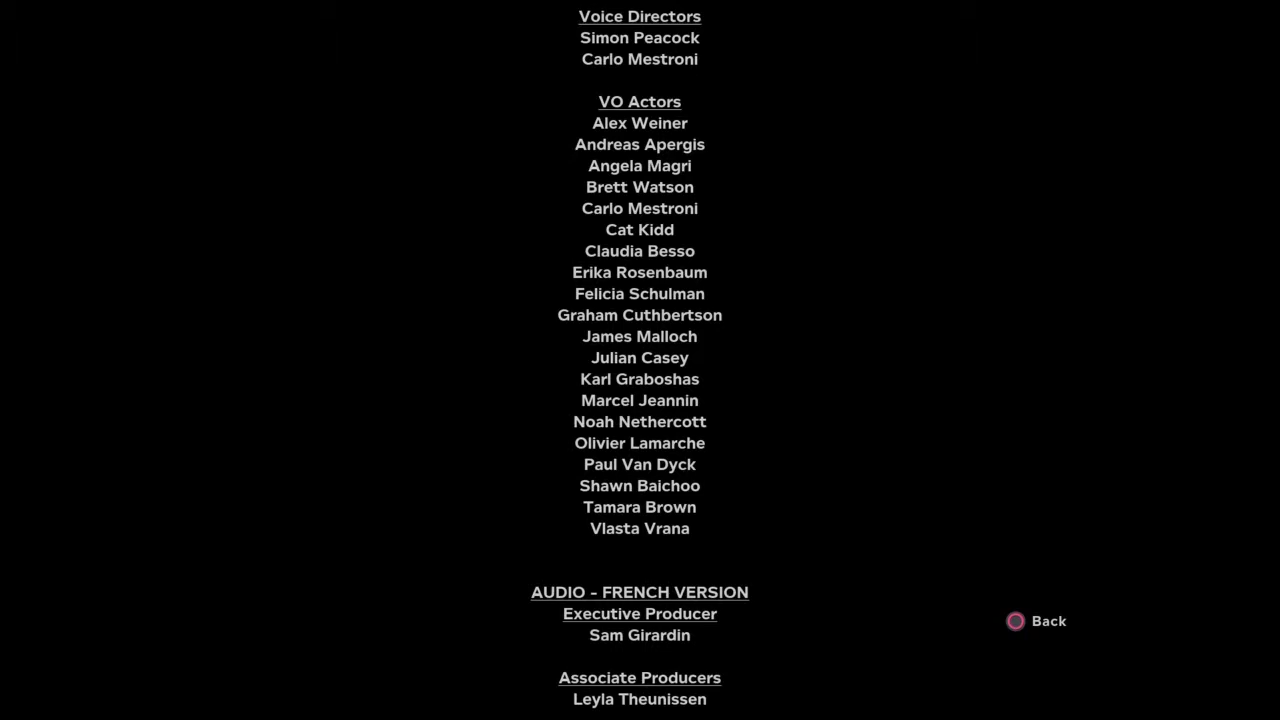 Voice Directors
Simon Peacock
Carlo Mestroni
VO Actors
Alex Weiner
Andreas Apergis
Angela Magri
Brett Watson
Carlo Mestroni
Cat Kidd
Claudia Besso
Erika Rosenbaum
Felicia Schulman
Graham Cuthbertson
James Malloch
Julian Casey
Karl Graboshas
Marcel Jeannin
Noah Nethercott
Olivier Lamarche
Paul Van Dyck
Shawn Baichoo
Tamara Brown
Vlasta Vrana
AUDIO - FRENCH VERSION
Executive Producer
Sam Girardin
Back
Associate Producers
Leyla Theunissen